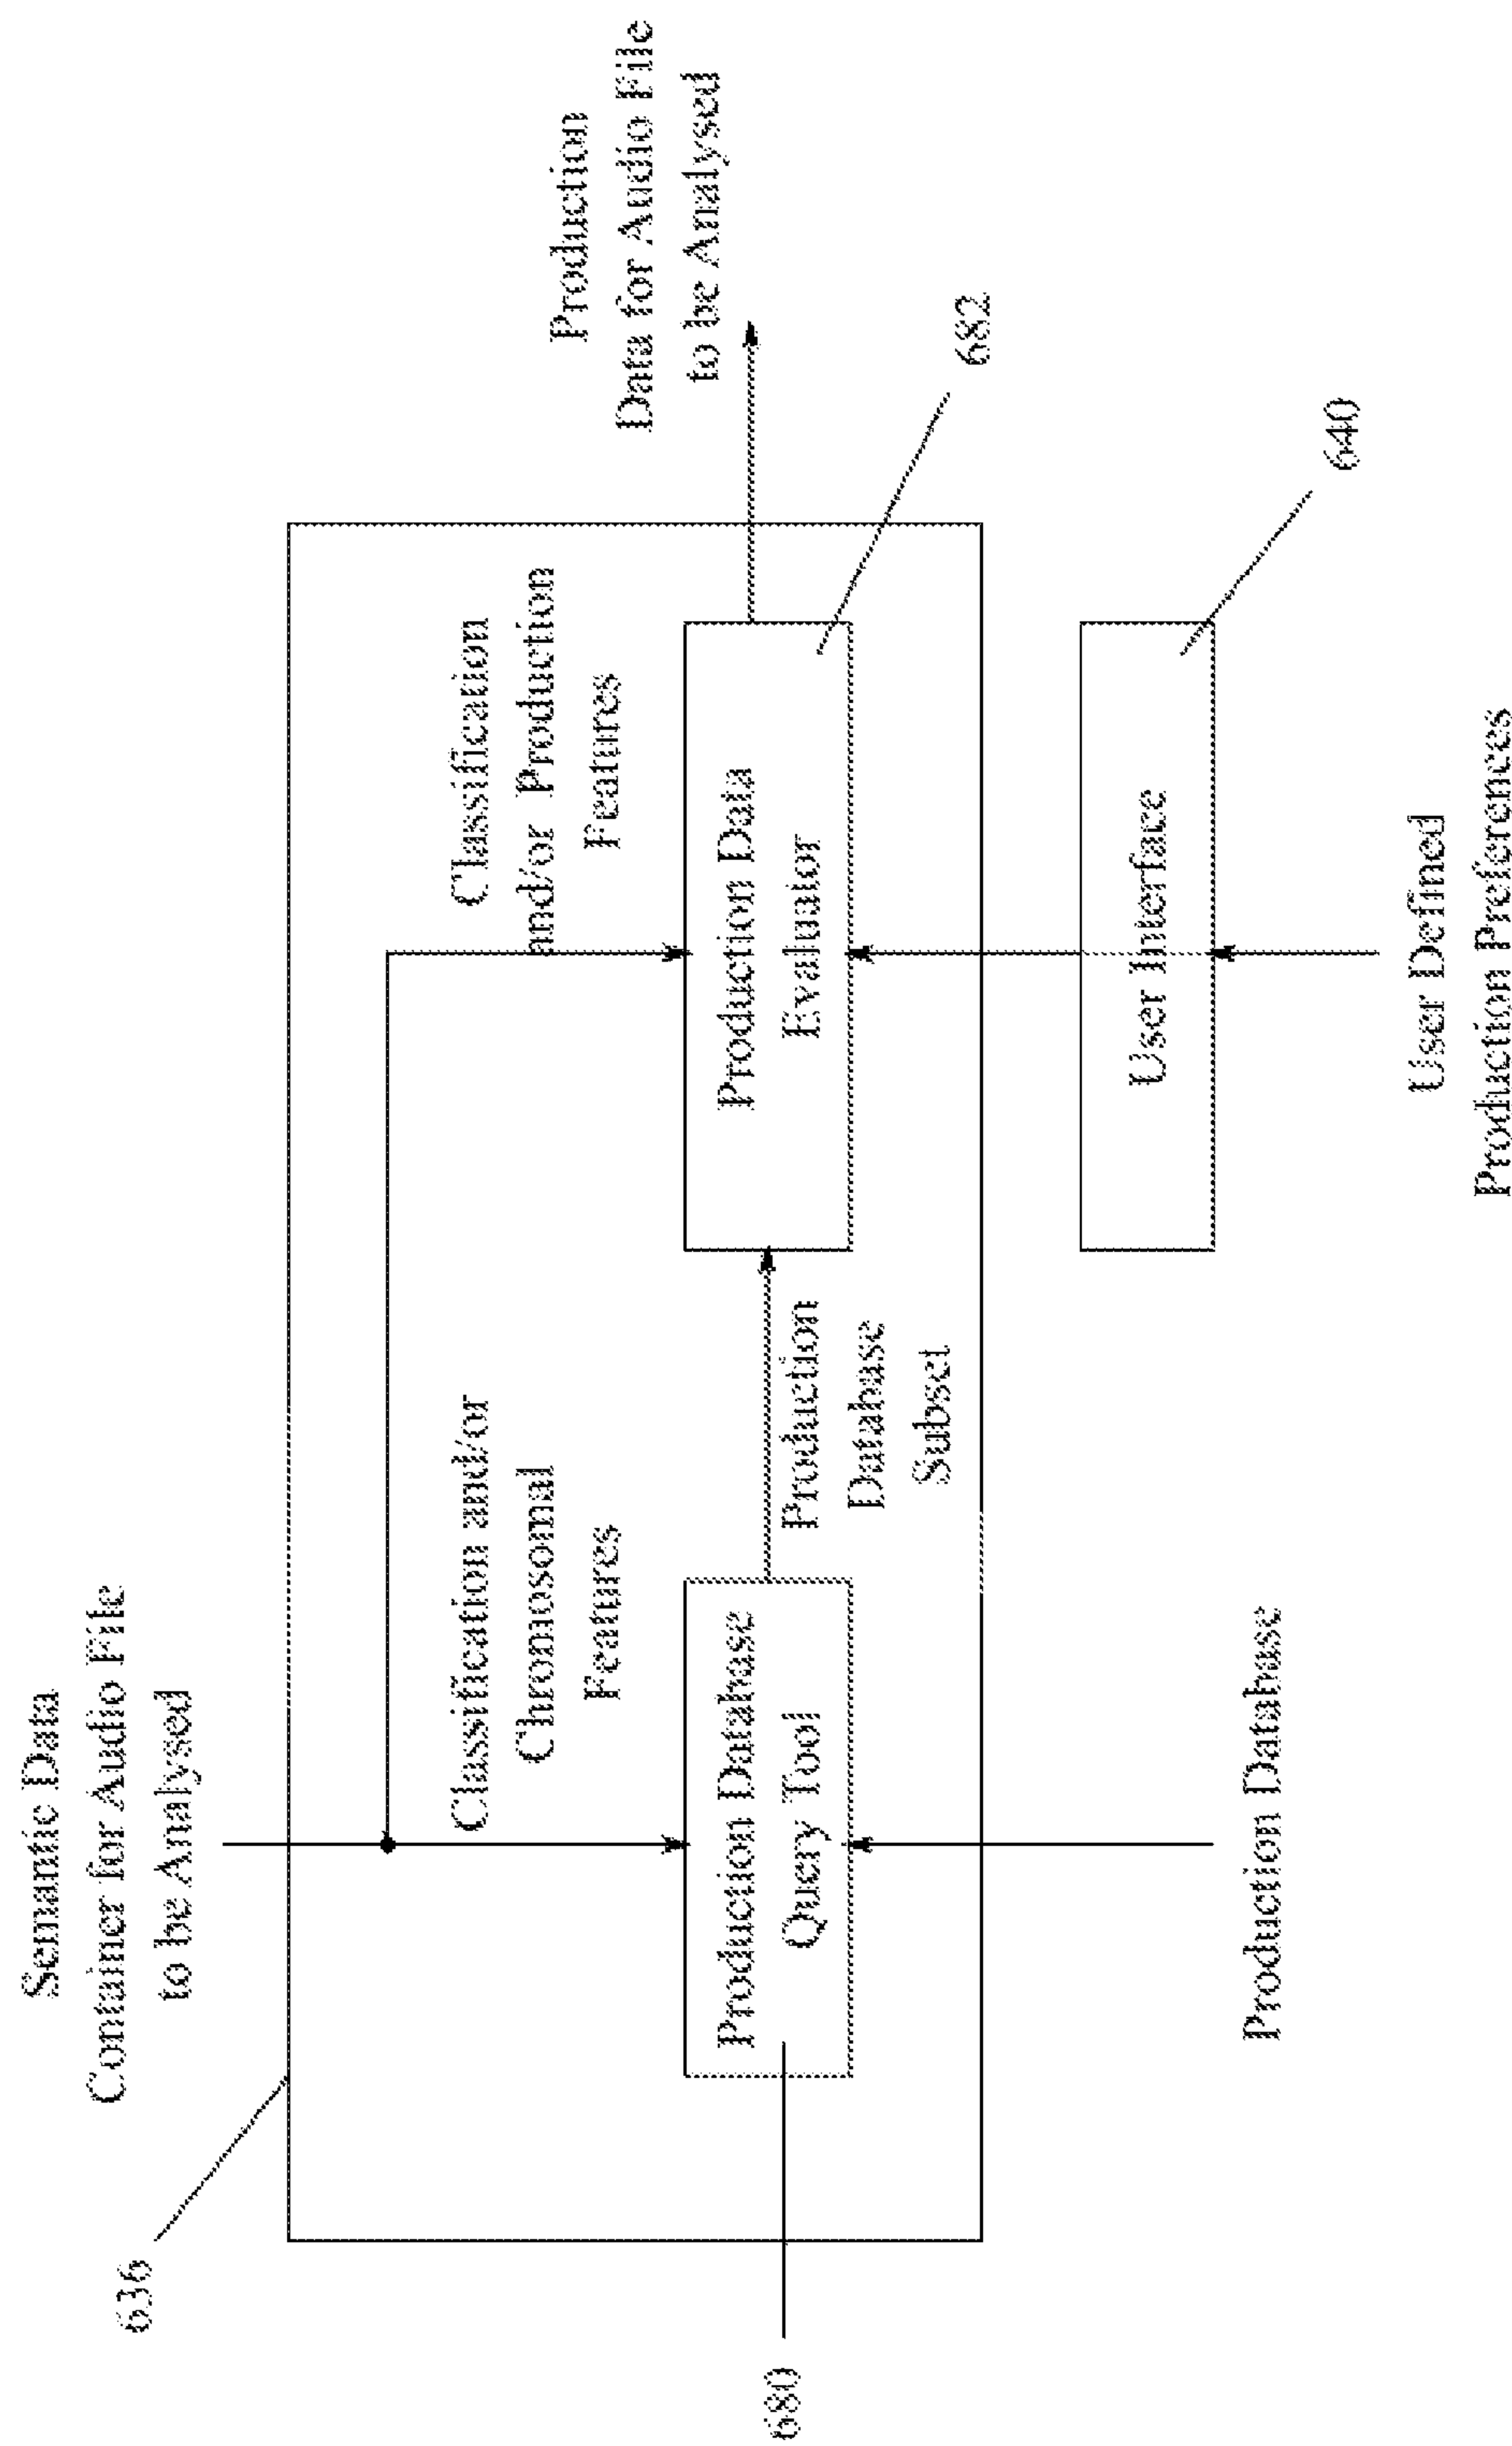 636
Semantic Data
Container for Audio File
to be Analysed
Classification and/or
Chromosomal
Features
Classification
and/or Production
Features
Production
Data for Audio File
to be Analysed
Production Database
Query Tool
Production
Database
Subset
Production Data
Evaluator
680
682
User Interface
640
Production Database
User Defined
Production Preferences